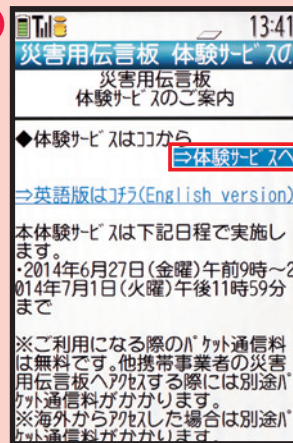 13:41
災害用伝言板 体験ｻｰﾋﾞｽの
災害用伝言板
体験ｻｰﾋﾞｽのご案内
◆体験ｻｰﾋﾞｽはｺｺから
⇒体験ｻｰﾋﾞｽへ
⇒英語版はｺﾁﾗ(English version)
本体験ｻｰﾋﾞｽは下記日程で実施し
ます。
・2014年6月27日(金曜)午前9時～2
014年7月1日(火曜)午後11時59分
まで
※ご利用になる際のﾊﾟｹｯﾄ通信料
は無料です。他携帯事業者の災害
用伝言板へｱｸｾｽする際には別途ﾊﾟ
ｹｯﾄ通信料がかかります。
※海外からｱｸｾｽした場合は別途ﾊﾟ
ｹｯﾄ通信料がかかります。